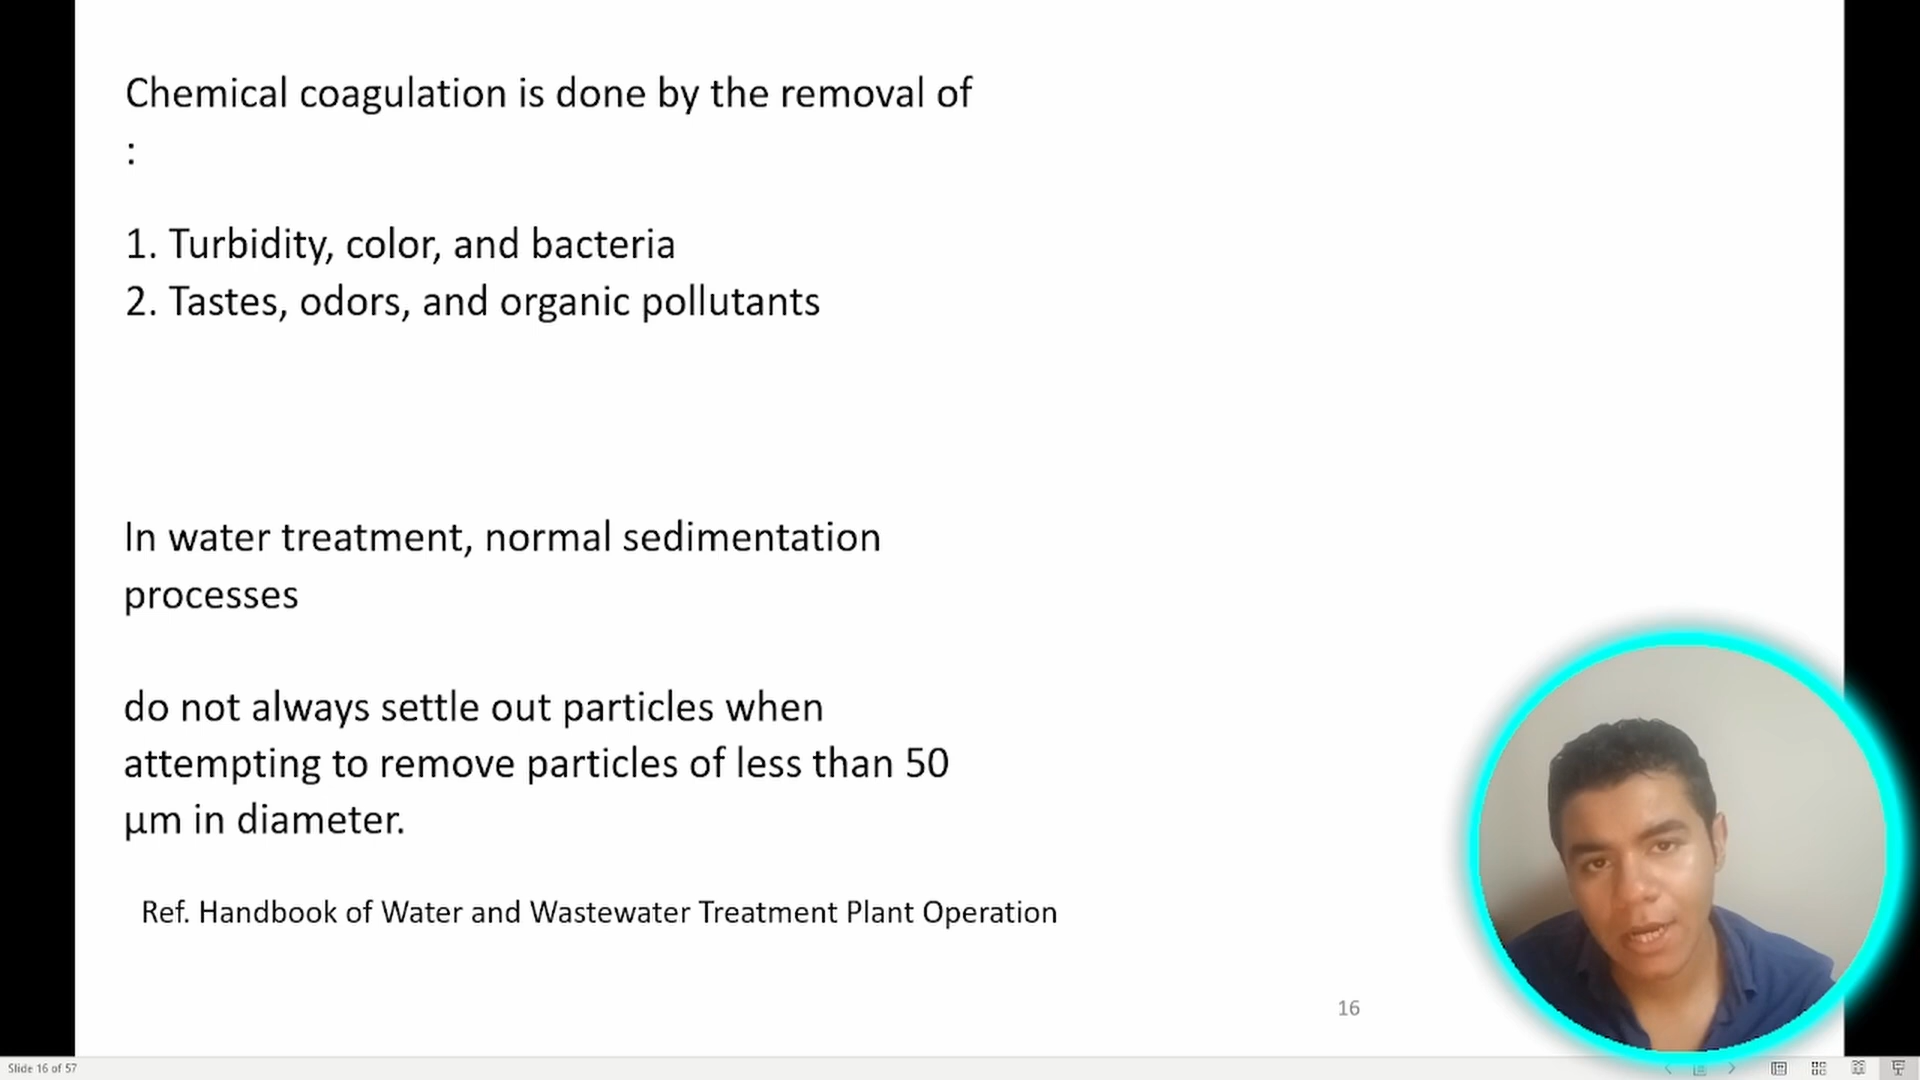 Chemical coagulation is done by the removal of
:
1. Turbidity, color, and bacteria
2. Tastes, odors, and organic pollutants
In water treatment, normal sedimentation
processes
do not always settle out particles when
attempting to remove particles of less than 50
μm in diameter.
Ref. Handbook of Water and Wastewater Treatment Plant Operation
16
Slide 16 of 57